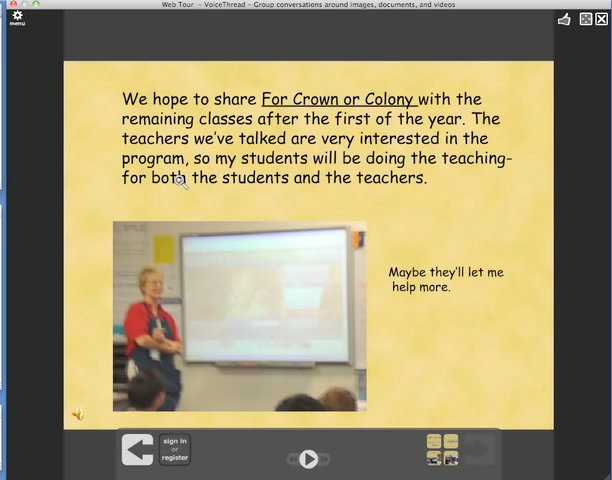 Web Tour - VoiceThread - Group conversations around images, documents, and videos
menu
We hope to share For Crown or Colony with the
remaining classes after the first of the year. The
teachers we've talked are very interested in the
program, so my students will be doing the teaching-
for both the students and the teachers.
Maybe they'll let me
help more.
sign in
or
register